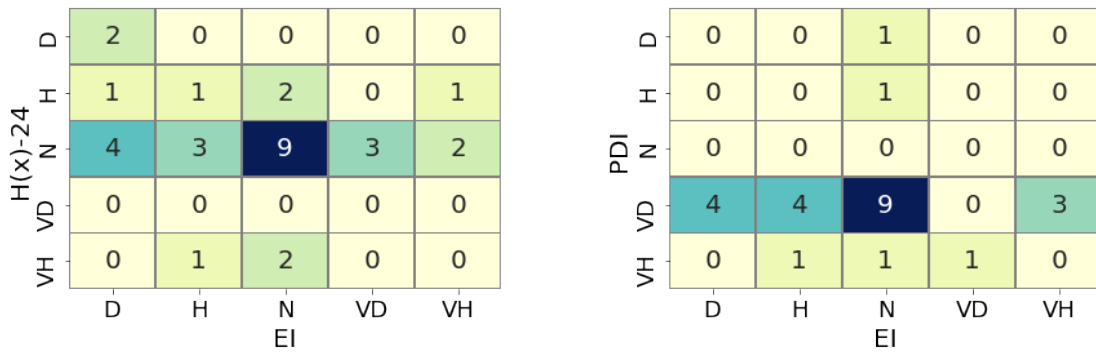 H(x)-24
D 2 0 0 0 0
H 1 1 2 0 1
N 4 3 9 3 2
VD 0 0 0 0 0
VH 0 1 2 0 0
D H N VD VH
EI
PDI
D 0 0 1 0 0
H 0 0 1 0 0
N 0 0 0 0 0
VD 4 4 9 0 3
VH 0 1 1 1 0
D H N VD VH
EI